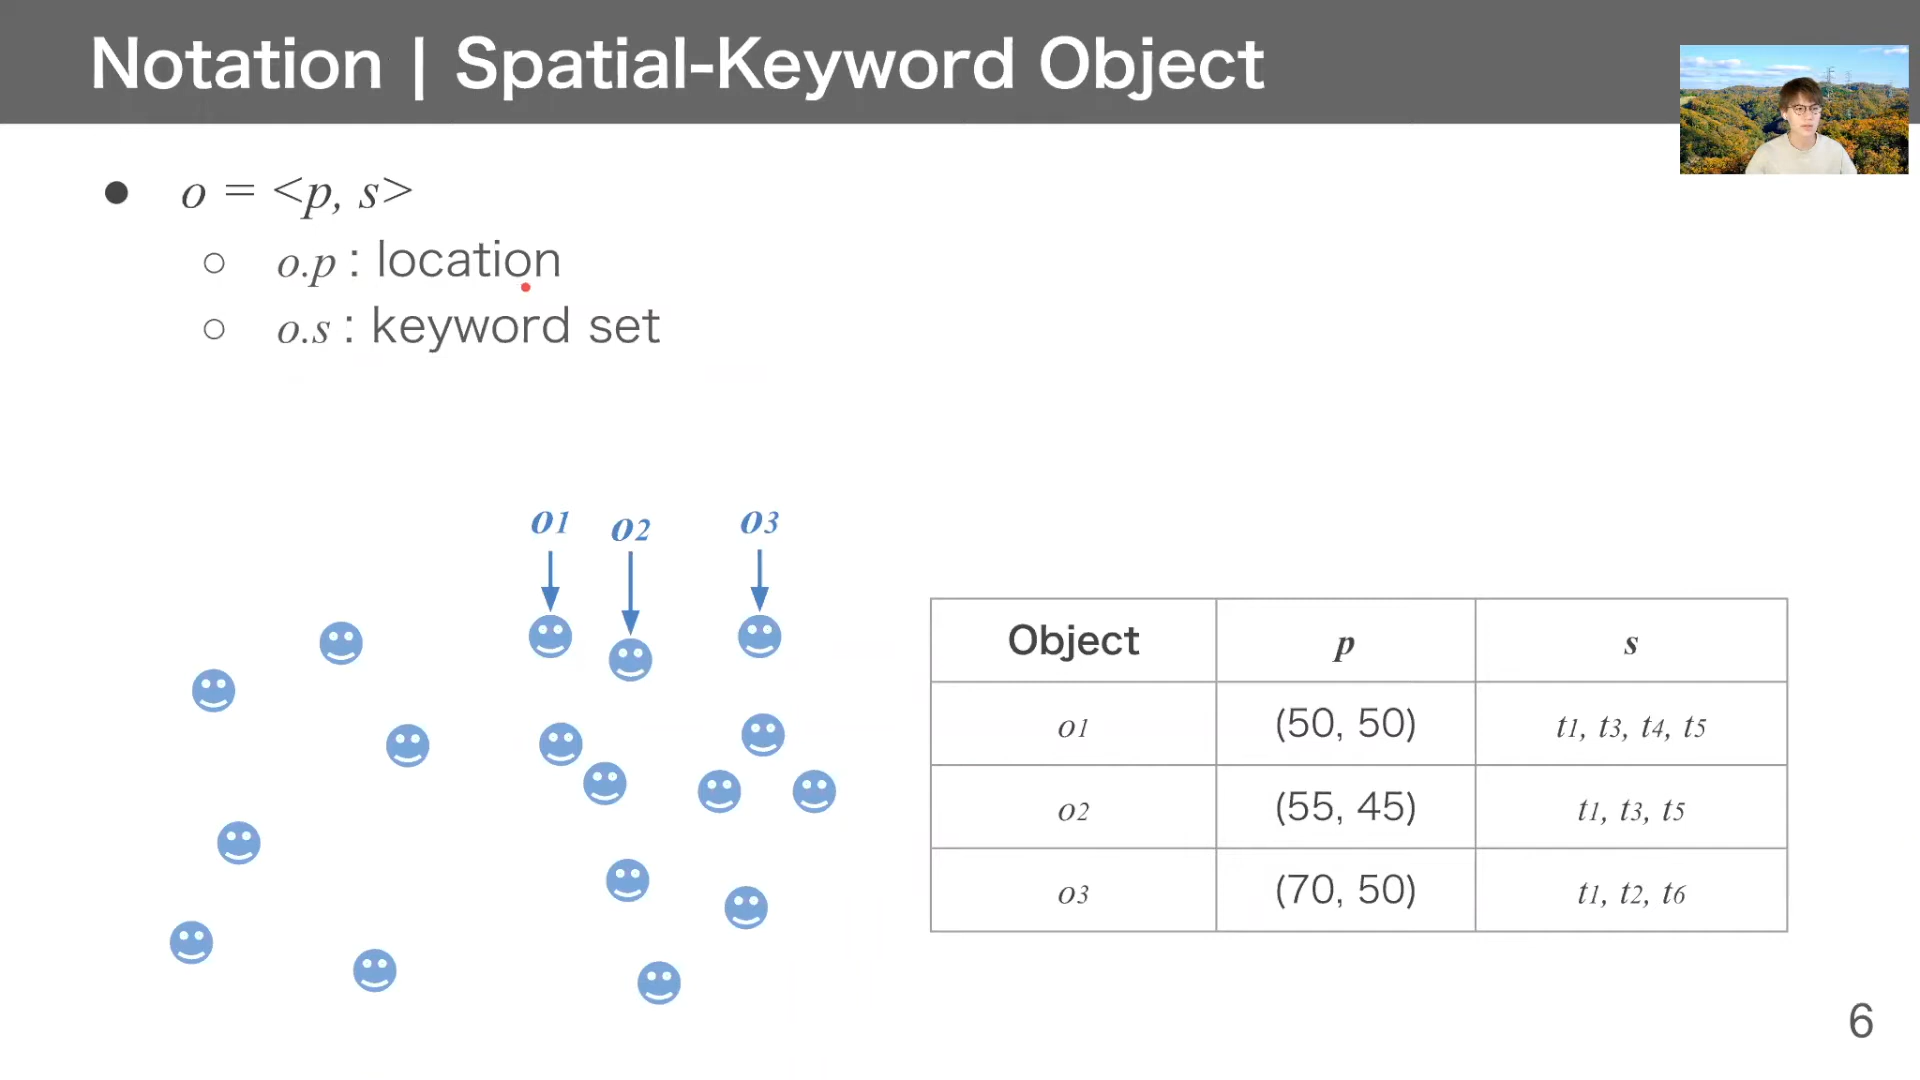 Notation | Spatial-Keyword Object
● o = <p, s>
○ o.p : location
○ o.s : keyword set
o1 o2 o3
Object p s
o1 (50, 50) t1, t3, t4, t5
o2 (55, 45) t1, t3, t5
o3 (70, 50) t1, t2, t6
6